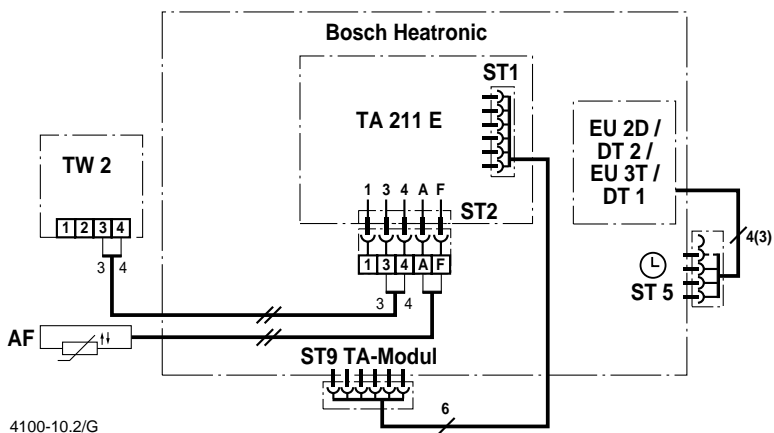 Bosch Heatronic
ST1
TA 211 E
EU 2D /
DT 2 /
EU 3T /
DT 1
TW 2
1 3 4 A F
ST2
1 2 3 4
4(3)
3 4
1 3 4 A F
ST 5
3 4
AF
ST9 TA-Modul
6
4100-10.2/G